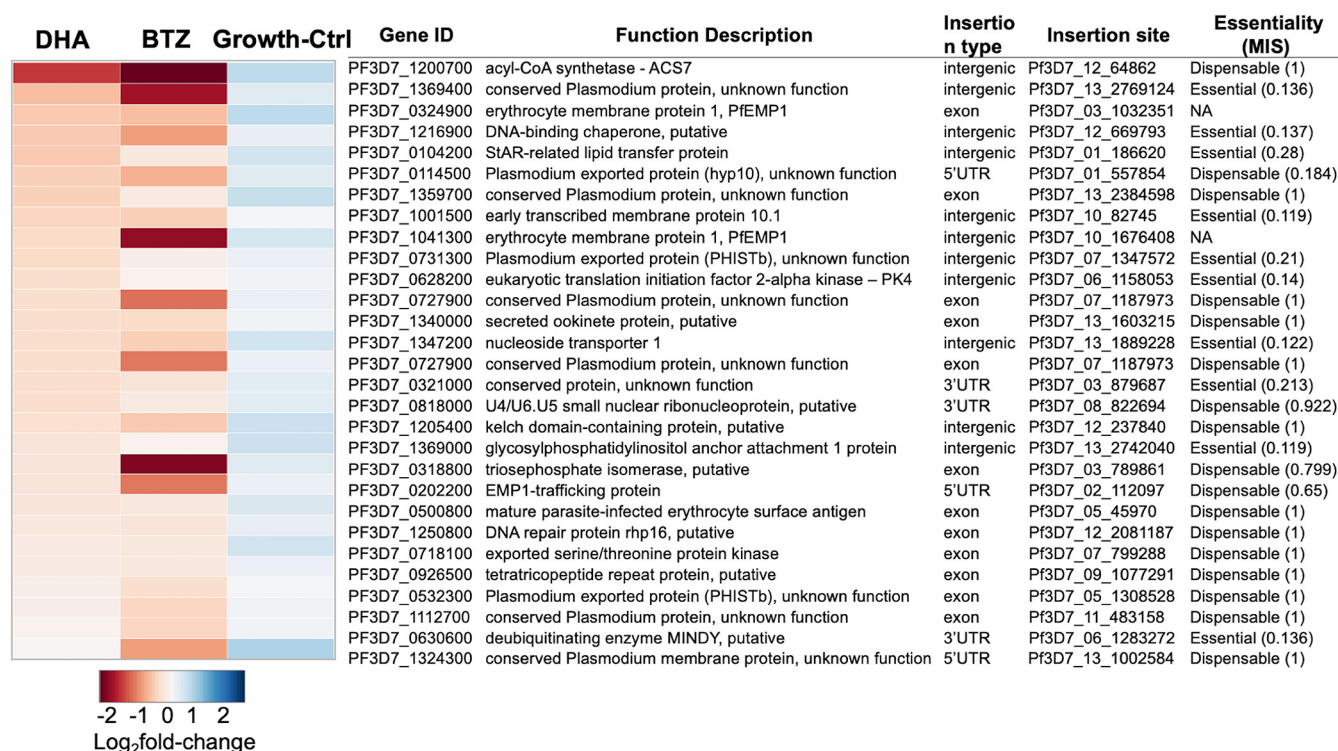 DHA BTZ Growth-Ctrl Gene ID Function Description Insertio n type Insertion site Essentiality (MIS)
PF3D7_1200700 acyl-CoA synthetase - ACS7 intergenic Pf3D7_12_64862 Dispensable (1)
PF3D7_1369400 conserved Plasmodium protein, unknown function intergenic Pf3D7_13_2769124 Essential (0.136)
PF3D7_0324900 erythrocyte membrane protein 1, PfEMP1 exon Pf3D7_03_1032351 NA
PF3D7_1216900 DNA-binding chaperone, putative intergenic Pf3D7_12_669793 Essential (0.137)
PF3D7_0104200 StAR-related lipid transfer protein intergenic Pf3D7_01_186620 Essential (0.28)
PF3D7_0114500 Plasmodium exported protein (hyp10), unknown function 5'UTR Pf3D7_01_557854 Dispensable (0.184)
PF3D7_1359700 conserved Plasmodium protein, unknown function exon Pf3D7_13_2384598 Dispensable (1)
PF3D7_1001500 early transcribed membrane protein 10.1 intergenic Pf3D7_10_82745 Essential (0.119)
PF3D7_1041300 erythrocyte membrane protein 1, PfEMP1 intergenic Pf3D7_10_1676408 NA
PF3D7_0731300 Plasmodium exported protein (PHISTb), unknown function intergenic Pf3D7_07_1347572 Essential (0.21)
PF3D7_0628200 eukaryotic translation initiation factor 2-alpha kinase – PK4 intergenic Pf3D7_06_1158053 Essential (0.14)
PF3D7_0727900 conserved Plasmodium protein, unknown function exon Pf3D7_07_1187973 Dispensable (1)
PF3D7_1340000 secreted ookinete protein, putative exon Pf3D7_13_1603215 Dispensable (1)
PF3D7_1347200 nucleoside transporter 1 intergenic Pf3D7_13_1889228 Essential (0.122)
PF3D7_0727900 conserved Plasmodium protein, unknown function exon Pf3D7_07_1187973 Dispensable (1)
PF3D7_0321000 conserved protein, unknown function 3'UTR Pf3D7_03_879687 Essential (0.213)
PF3D7_0818000 U4/U6.U5 small nuclear ribonucleoprotein, putative 3'UTR Pf3D7_08_822694 Dispensable (0.922)
PF3D7_1205400 kelch domain-containing protein, putative intergenic Pf3D7_12_237840 Dispensable (1)
PF3D7_1369000 glycosylphosphatidylinositol anchor attachment 1 protein intergenic Pf3D7_13_2742040 Essential (0.119)
PF3D7_0318800 triosephosphate isomerase, putative exon Pf3D7_03_789861 Dispensable (0.799)
PF3D7_0202200 EMP1-trafficking protein 5'UTR Pf3D7_02_112097 Dispensable (0.65)
PF3D7_0500800 mature parasite-infected erythrocyte surface antigen exon Pf3D7_05_45970 Dispensable (1)
PF3D7_1250800 DNA repair protein rhp16, putative exon Pf3D7_12_2081187 Dispensable (1)
PF3D7_0718100 exported serine/threonine protein kinase exon Pf3D7_07_799288 Dispensable (1)
PF3D7_0926500 tetratricopeptide repeat protein, putative exon Pf3D7_09_1077291 Dispensable (1)
PF3D7_0532300 Plasmodium exported protein (PHISTb), unknown function exon Pf3D7_05_1308528 Dispensable (1)
PF3D7_1112700 conserved Plasmodium protein, unknown function exon Pf3D7_11_483158 Dispensable (1)
PF3D7_0630600 deubiquitinating enzyme MINDY, putative 3'UTR Pf3D7_06_1283272 Essential (0.136)
PF3D7_1324300 conserved Plasmodium membrane protein, unknown function 5'UTR Pf3D7_13_1002584 Dispensable (1)
-2 -1 0 1 2
Log2fold-change